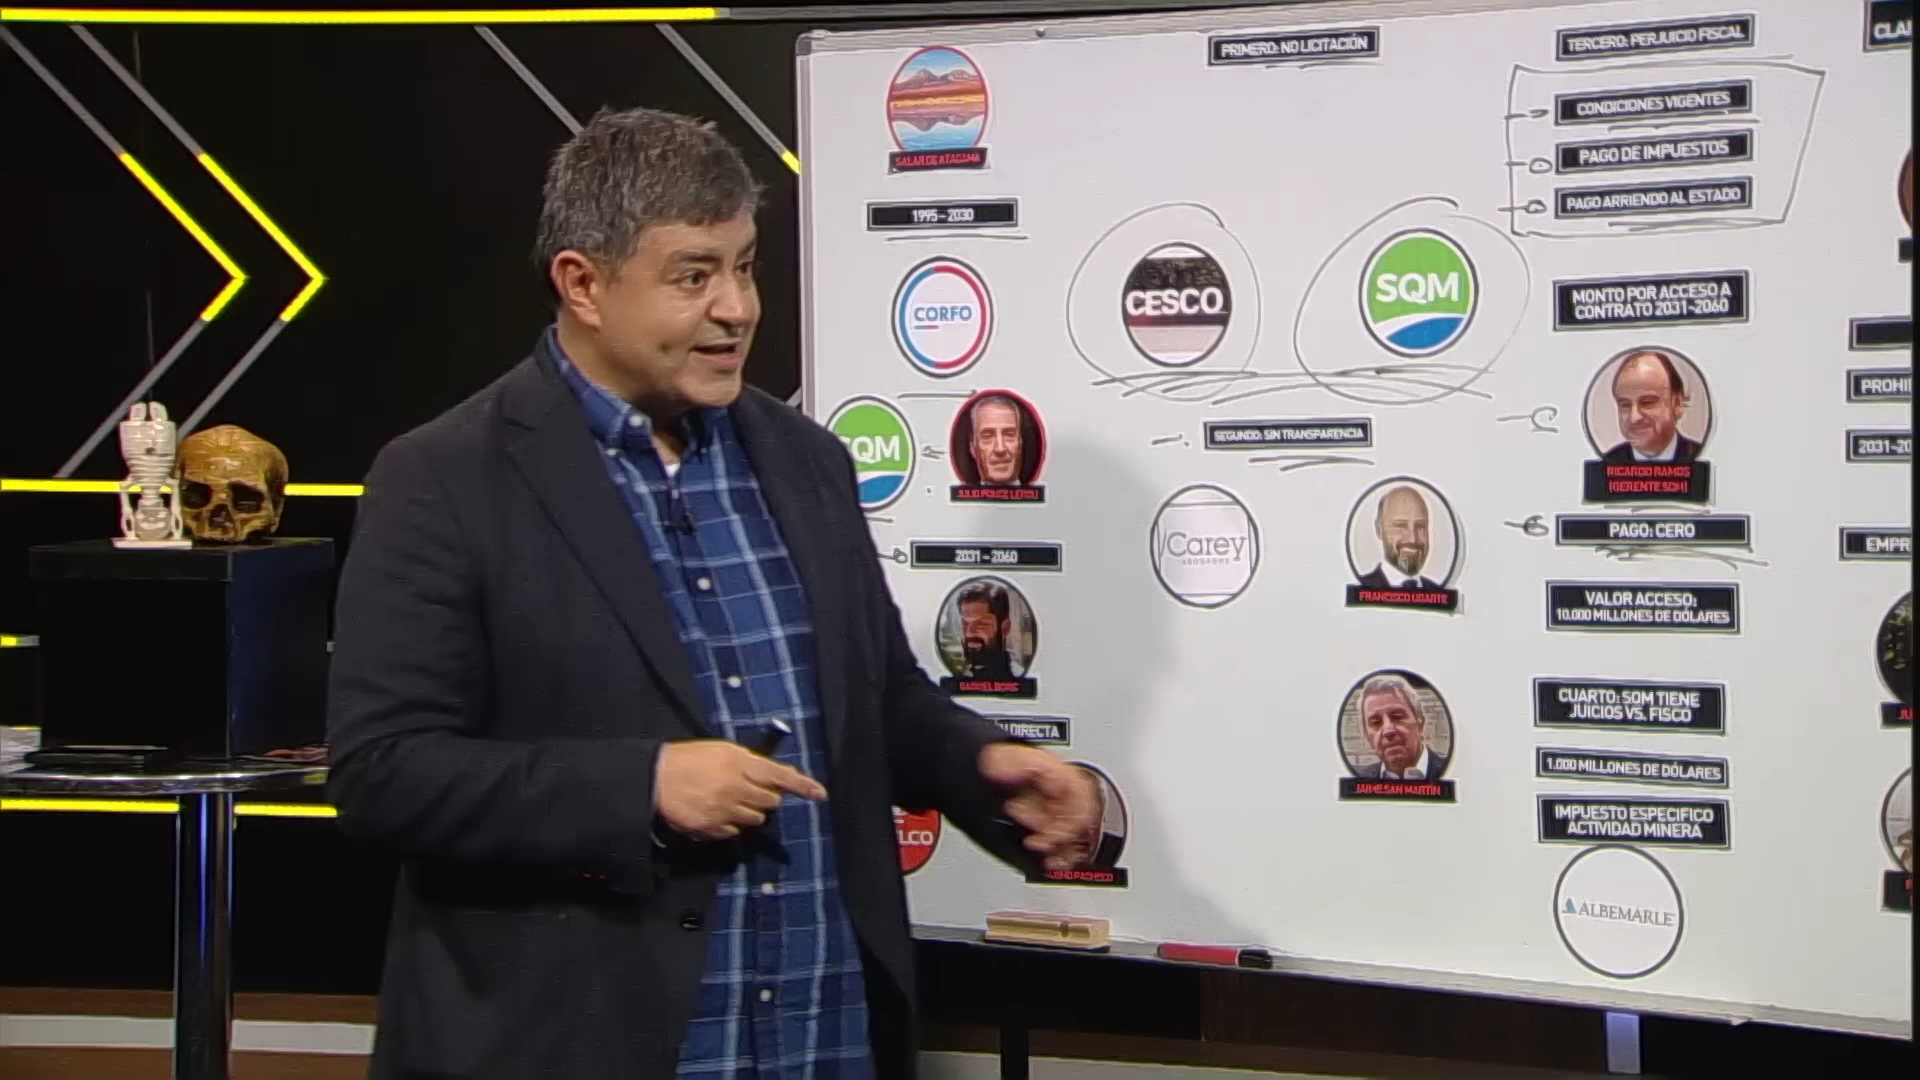 SALAR DE ATACAMA
1995 - 2030
CORFO
SQM
JULIO PONCE LEROU
2031 - 2060
GABRIEL BORIC
DIRECTA
LCO
PACHECO
PRIMERO: NO LICITACIÓN
CESCO
SQM
SEGUNDO: SIN TRANSPARENCIA
Carey
ABOGADOS
FRANCISCO UGARTE
JAIME SAN MARTÍN
TERCERO: PERJUICIO FISCAL
CONDICIONES VIGENTES
PAGO DE IMPUESTOS
PAGO ARRIENDO AL ESTADO
MONTO POR ACCESO A
CONTRATO 2031-2060
RICARDO RAMOS
(GERENTE SQM)
PAGO: CERO
VALOR ACCESO:
10.000 MILLONES DE DÓLARES
CUARTO: SQM TIENE
JUICIOS VS. FISCO
1.000 MILLONES DE DÓLARES
IMPUESTO ESPECÍFICO
ACTIVIDAD MINERA
ALBEMARLE
CLA
PROHI
2031-20
EMPR